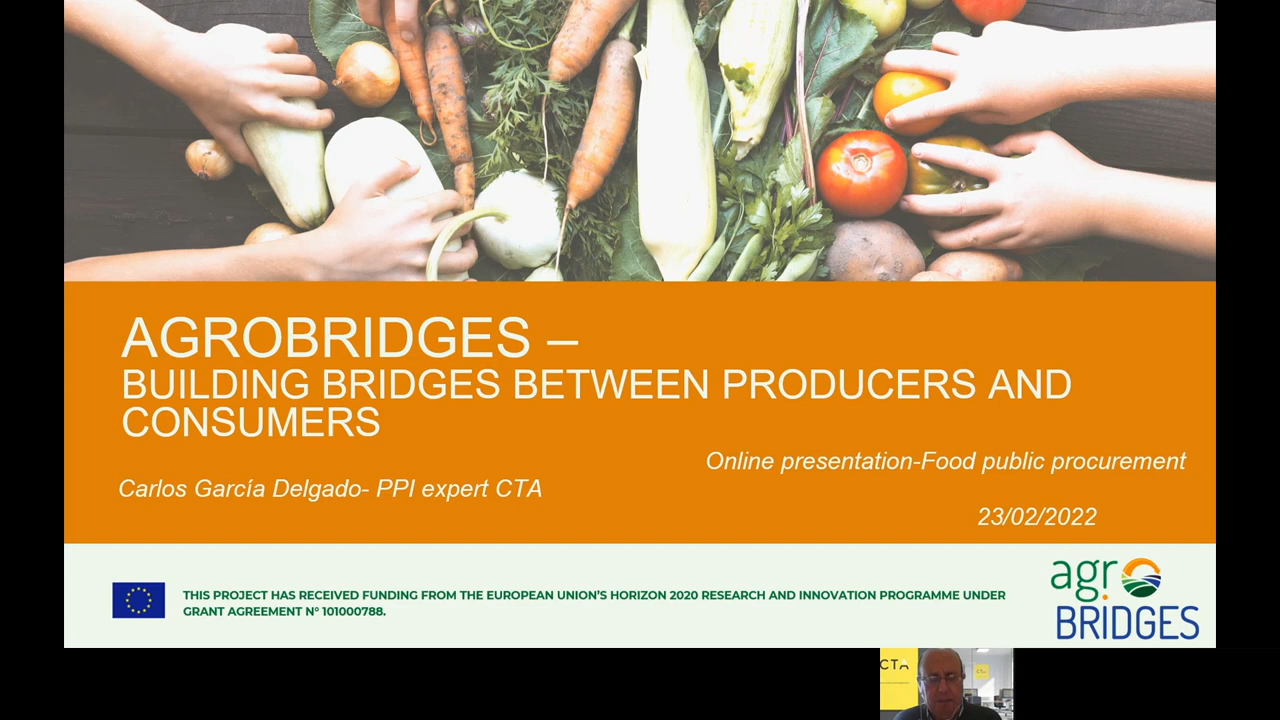 AGROBRIDGES –
BUILDING BRIDGES BETWEEN PRODUCERS AND
CONSUMERS
Online presentation-Food public procurement
Carlos García Delgado- PPI expert CTA
23/02/2022
THIS PROJECT HAS RECEIVED FUNDING FROM THE EUROPEAN UNION'S HORIZON 2020 RESEARCH AND INNOVATION PROGRAMME UNDER
GRANT AGREEMENT N° 101000788.
agro
BRIDGES
CTA